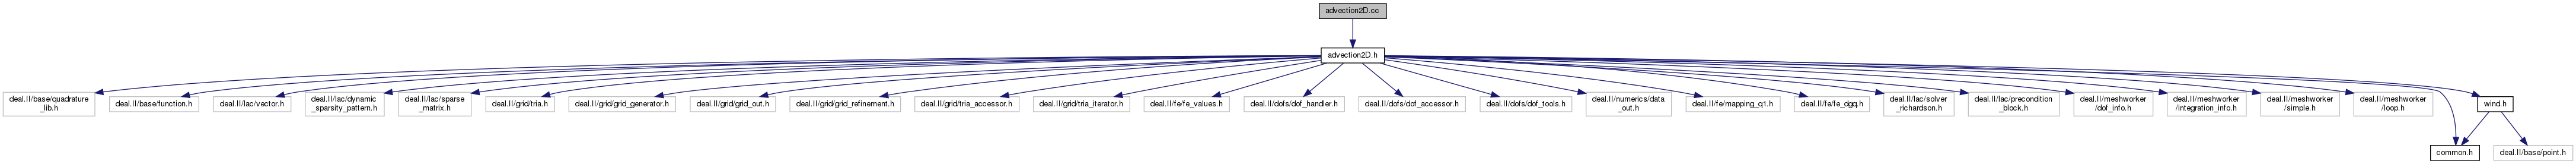 advection2D.cc
advection2D.h
deal.II/base/quadrature
_lib.h
deal.II/base/function.h
deal.II/lac/vector.h
deal.II/lac/dynamic
_sparsity_pattern.h
deal.II/lac/sparse
_matrix.h
deal.II/grid/tria.h
deal.II/grid/grid_generator.h
deal.II/grid/grid_out.h
deal.II/grid/grid_refinement.h
deal.II/grid/tria_accessor.h
deal.II/grid/tria_iterator.h
deal.II/fe/fe_values.h
deal.II/dofs/dof_handler.h
deal.II/dofs/dof_accessor.h
deal.II/dofs/dof_tools.h
deal.II/numerics/data
_out.h
deal.II/fe/mapping_q1.h
deal.II/fe/fe_dgq.h
deal.II/lac/solver
_richardson.h
deal.II/lac/precondition
_block.h
deal.II/meshworker
/dof_info.h
deal.II/meshworker
/integration_info.h
deal.II/meshworker
/simple.h
deal.II/meshworker
/loop.h
wind.h
common.h
deal.II/base/point.h